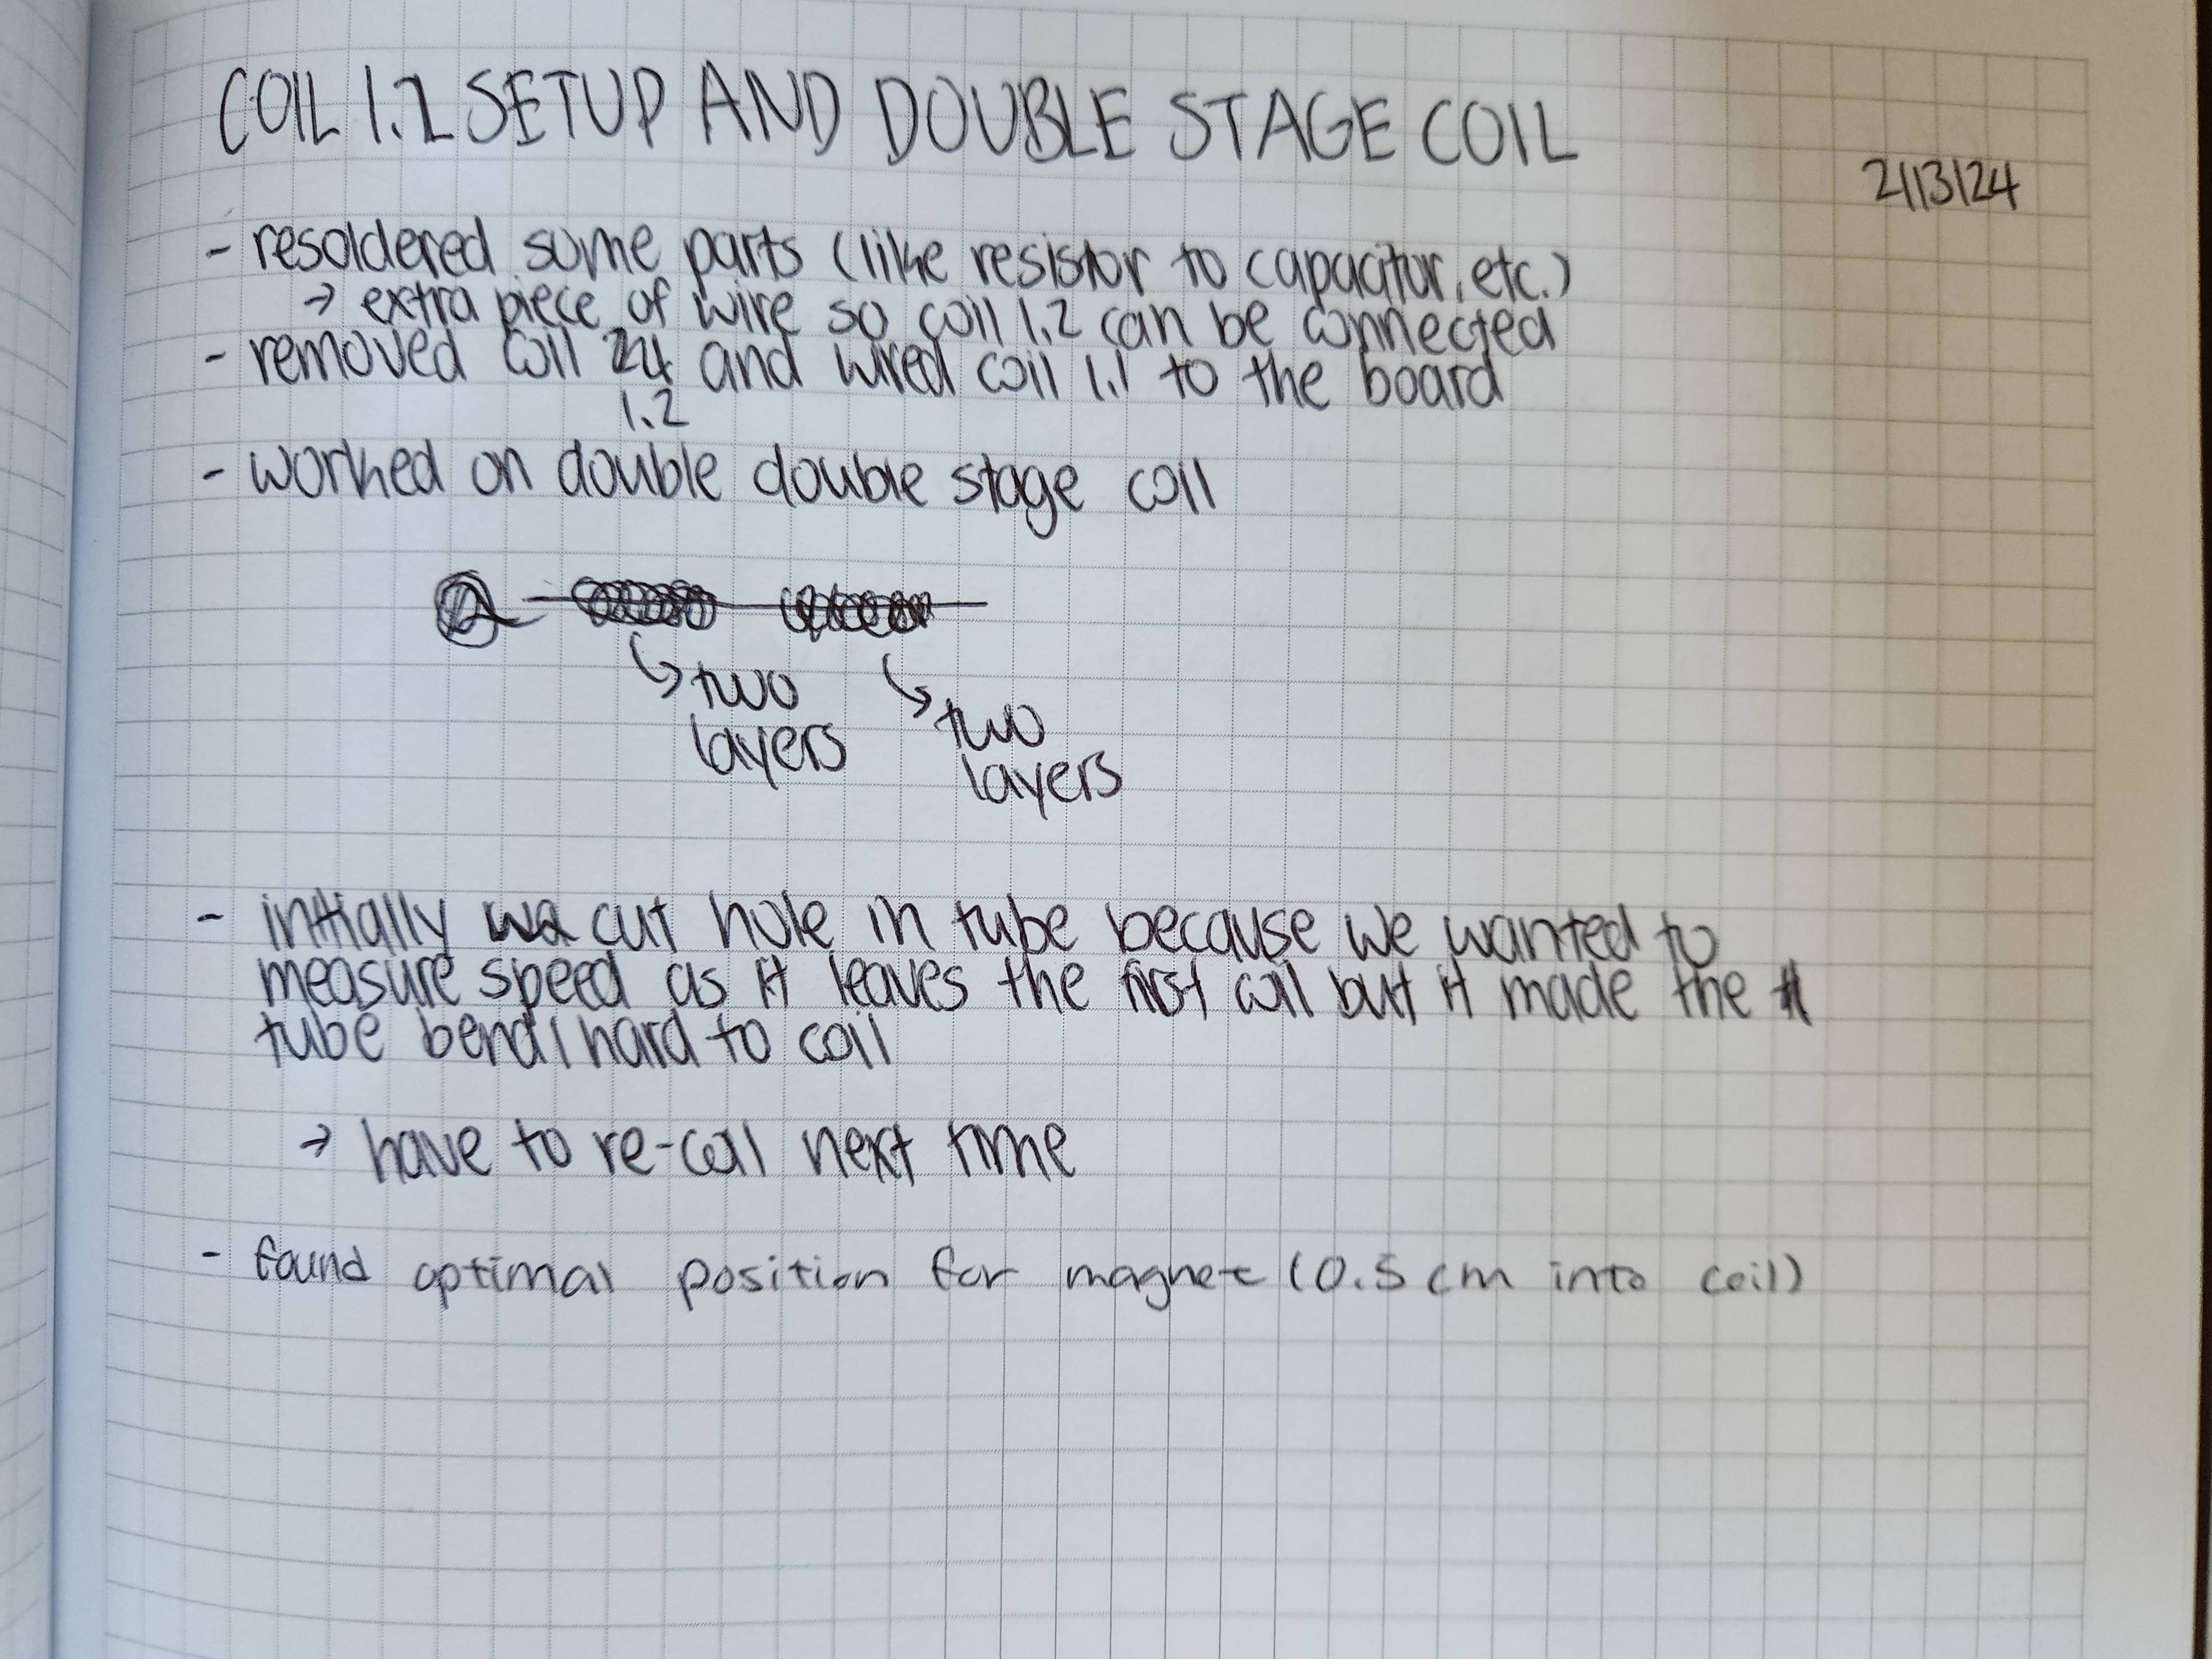 COIL 1.2 SETUP AND DOUBLE STAGE COIL
2/13/24
- resoldered some parts (like resistor to capacitor, etc.)
→ extra piece of wire so coil 1.2 can be connected
- removed coil and wired coil 1.1 to the board
1.2
- worked on double double stage coil
two
layers
two
layers
- initially we cut hole in tube because we wanted to
measure speed as it leaves the first coil but it made the
tube bend/hard to coil
→ have to re-coil next time
- found optimal position for magnet (0.5 cm into coil)